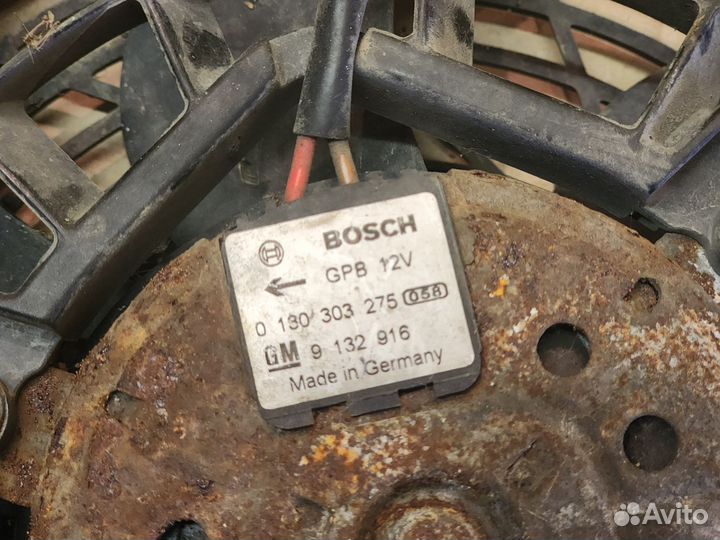 BOSCH
GPB 12V
0 130 303 275 058
GM 9 132 916
Made in Germany
Avito